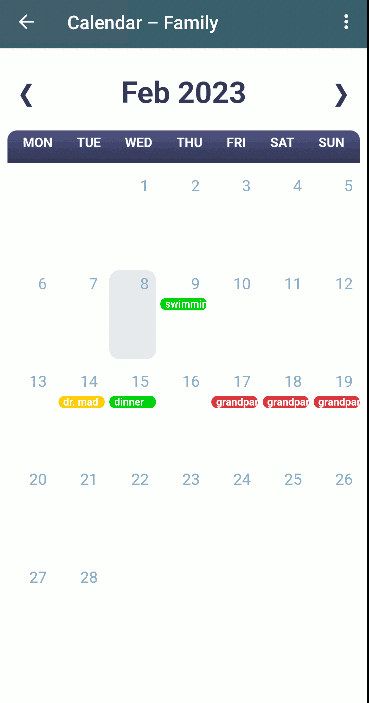 Calendar – Family
❮ Feb 2023 ❯
MON TUE WED THU FRI SAT SUN
1 2 3 4 5
6 7 8 9 10 11 12
swimmin
13 14 15 16 17 18 19
dr. mad dinner grandpar grandpar grandpar
20 21 22 23 24 25 26
27 28